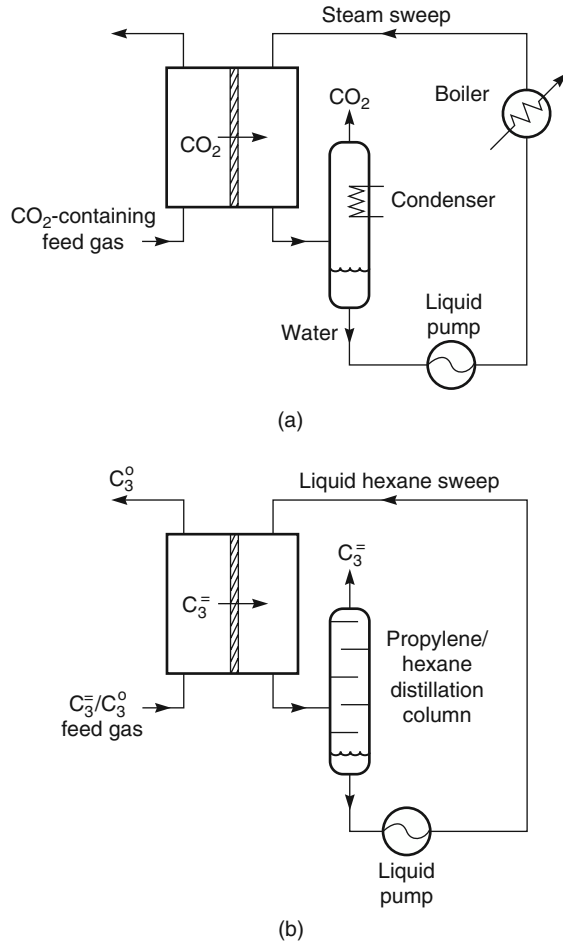 Steam sweep
Boiler
CO₂
CO₂
Condenser
CO₂-containing
feed gas
Liquid
pump
Water
(a)
C₃º
Liquid hexane sweep
C₃⁼
C₃⁼
Propylene/
hexane
distillation
column
C₃⁼/C₃º
feed gas
Liquid
pump
(b)